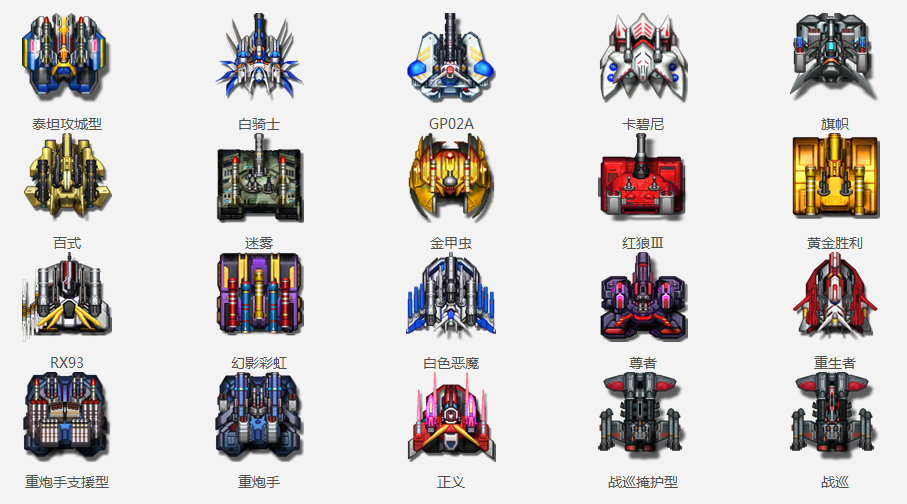 泰坦攻城型 白骑士 GP02A 卡碧尼 旗帜
百式 迷雾 金甲虫 红狼Ⅲ 黄金胜利
RX93 幻影彩虹 白色恶魔 尊者 重生者
重炮手支援型 重炮手 正义 战巡掩护型 战巡